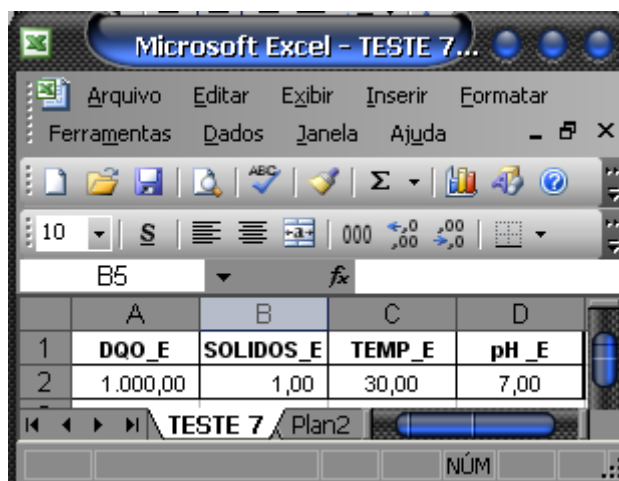 Microsoft Excel - TESTE 7...
Arquivo Editar Exibir Inserir Formatar
Ferramentas Dados Janela Ajuda
ABC Σ
10 S a 000 ,0 ,00 ,00 ,0
B5 fx
A B C D
1 DQO_E SOLIDOS_E TEMP_E pH _E
2 1.000,00 1,00 30,00 7,00
TESTE 7 Plan2
NÚM